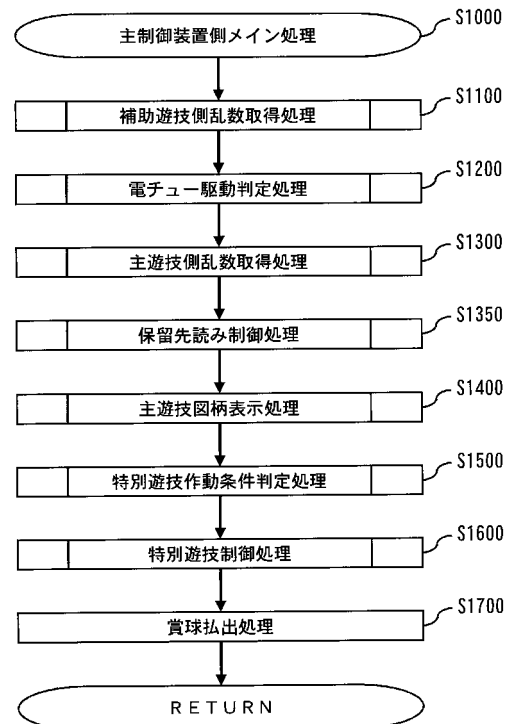 主制御装置側メイン処理
S1000
補助遊技側乱数取得処理
S1100
電チュー駆動判定処理
S1200
主遊技側乱数取得処理
S1300
保留先読み制御処理
S1350
主遊技図柄表示処理
S1400
特別遊技作動条件判定処理
S1500
特別遊技制御処理
S1600
賞球払出処理
S1700
RETURN